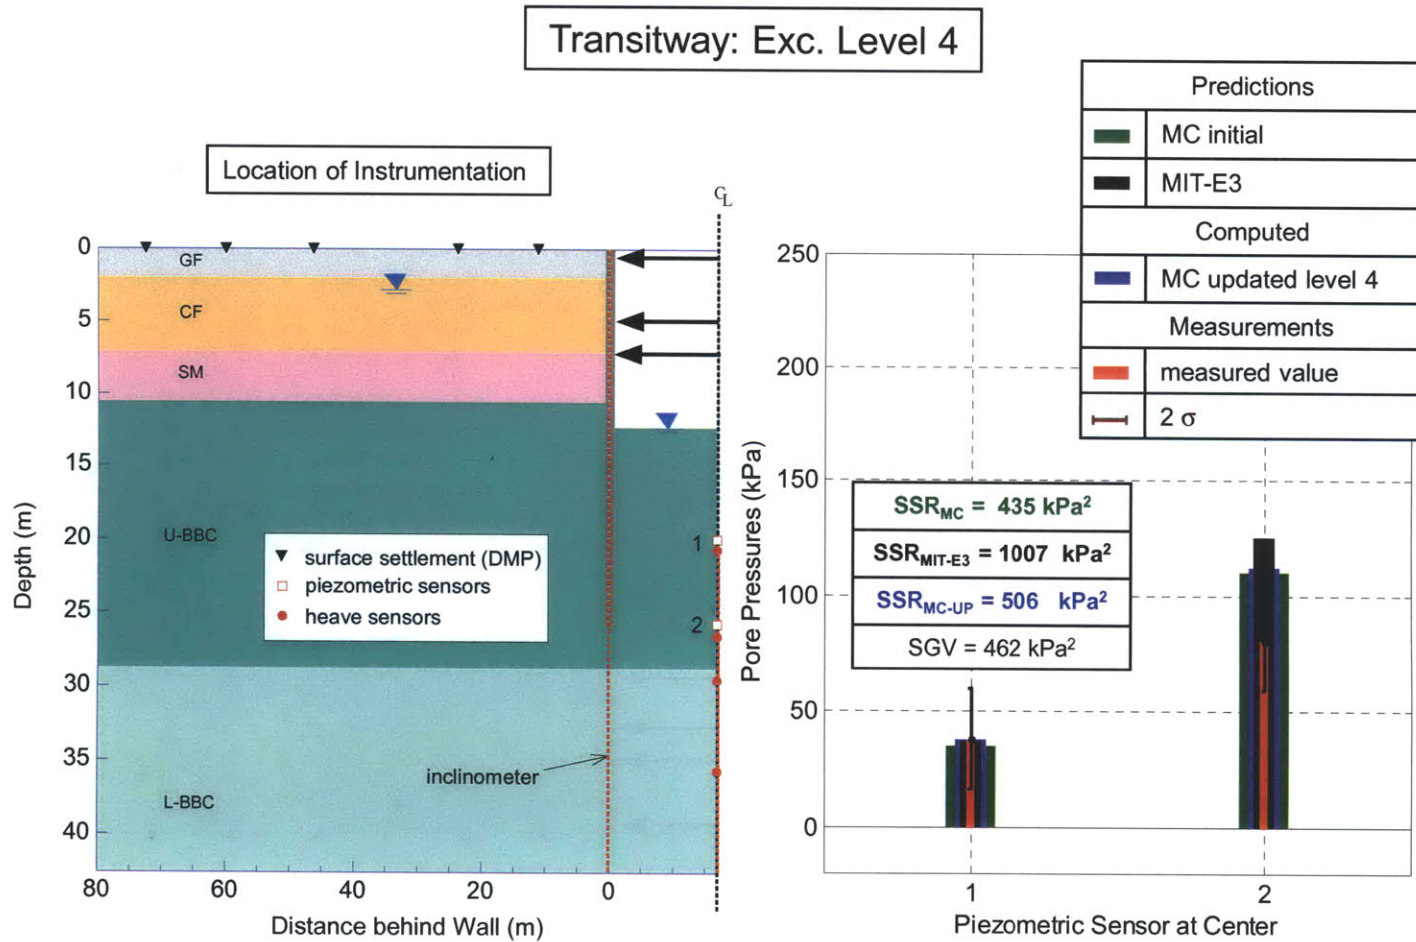 Transitway: Exc. Level 4
Location of Instrumentation
Predictions
MC initial
MIT-E3
Computed
MC updated level 4
Measurements
measured value
2 σ
CL
0
5
10
15
20
25
30
35
40
Depth (m)
GF
CF
SM
U-BBC
L-BBC
surface settlement (DMP)
piezometric sensors
heave sensors
inclinometer
1
2
80
60
40
20
0
Distance behind Wall (m)
250
200
150
100
50
0
Pore Pressures (kPa)
SSRMC = 435 kPa²
SSRMIT-E3 = 1007 kPa²
SSRMC-UP = 506 kPa²
SGV = 462 kPa²
1
2
Piezometric Sensor at Center